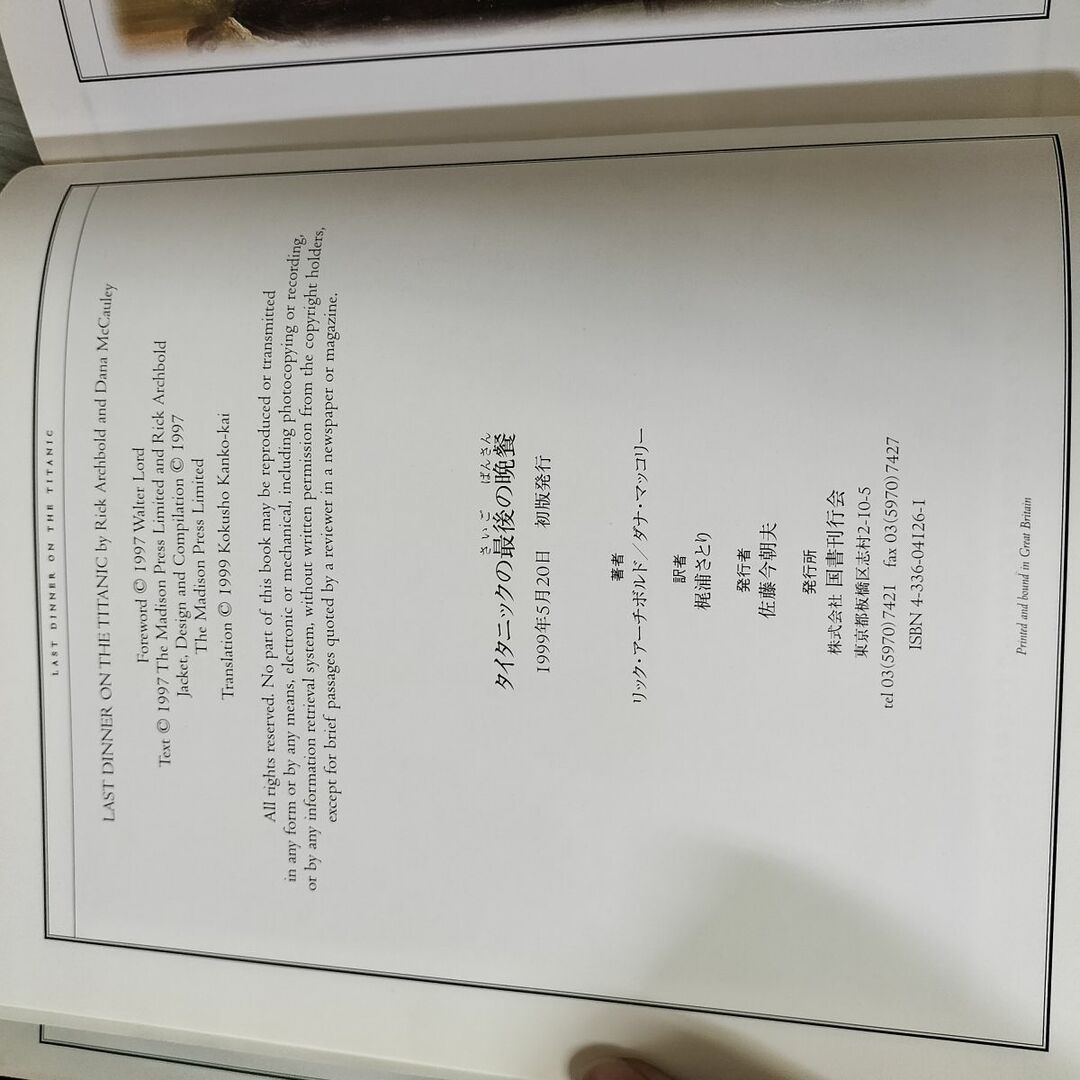 LAST DINNER ON THE TITANIC
LAST DINNER ON THE TITANIC by Rick Archbold and Dana McCauley
Foreword © 1997 Walter Lord
Text © 1997 The Madison Press Limited and Rick Archbold
Jacket, Design and Compilation © 1997
The Madison Press Limited
Translation © 1999 Kokusho Kanko-kai
All rights reserved. No part of this book may be reproduced or transmitted
in any form or by any means, electronic or mechanical, including photocopying or recording,
or by any information retrieval system, without written permission from the copyright holders,
except for brief passages quoted by a reviewer in a newspaper or magazine.
さいご ばんさん
タイタニックの最後の晩餐
1999年5月20日 初版発行
著者
リック・アーチボルド/ダナ・マッコリー
訳者
梶浦さとり
発行者
佐藤今朝夫
発行所
株式会社 国書刊行会
東京都板橋区志村2-10-5
tel 03(5970)7421 fax 03(5970)7427
ISBN 4-336-04126-1
Printed and bound in Great Britain